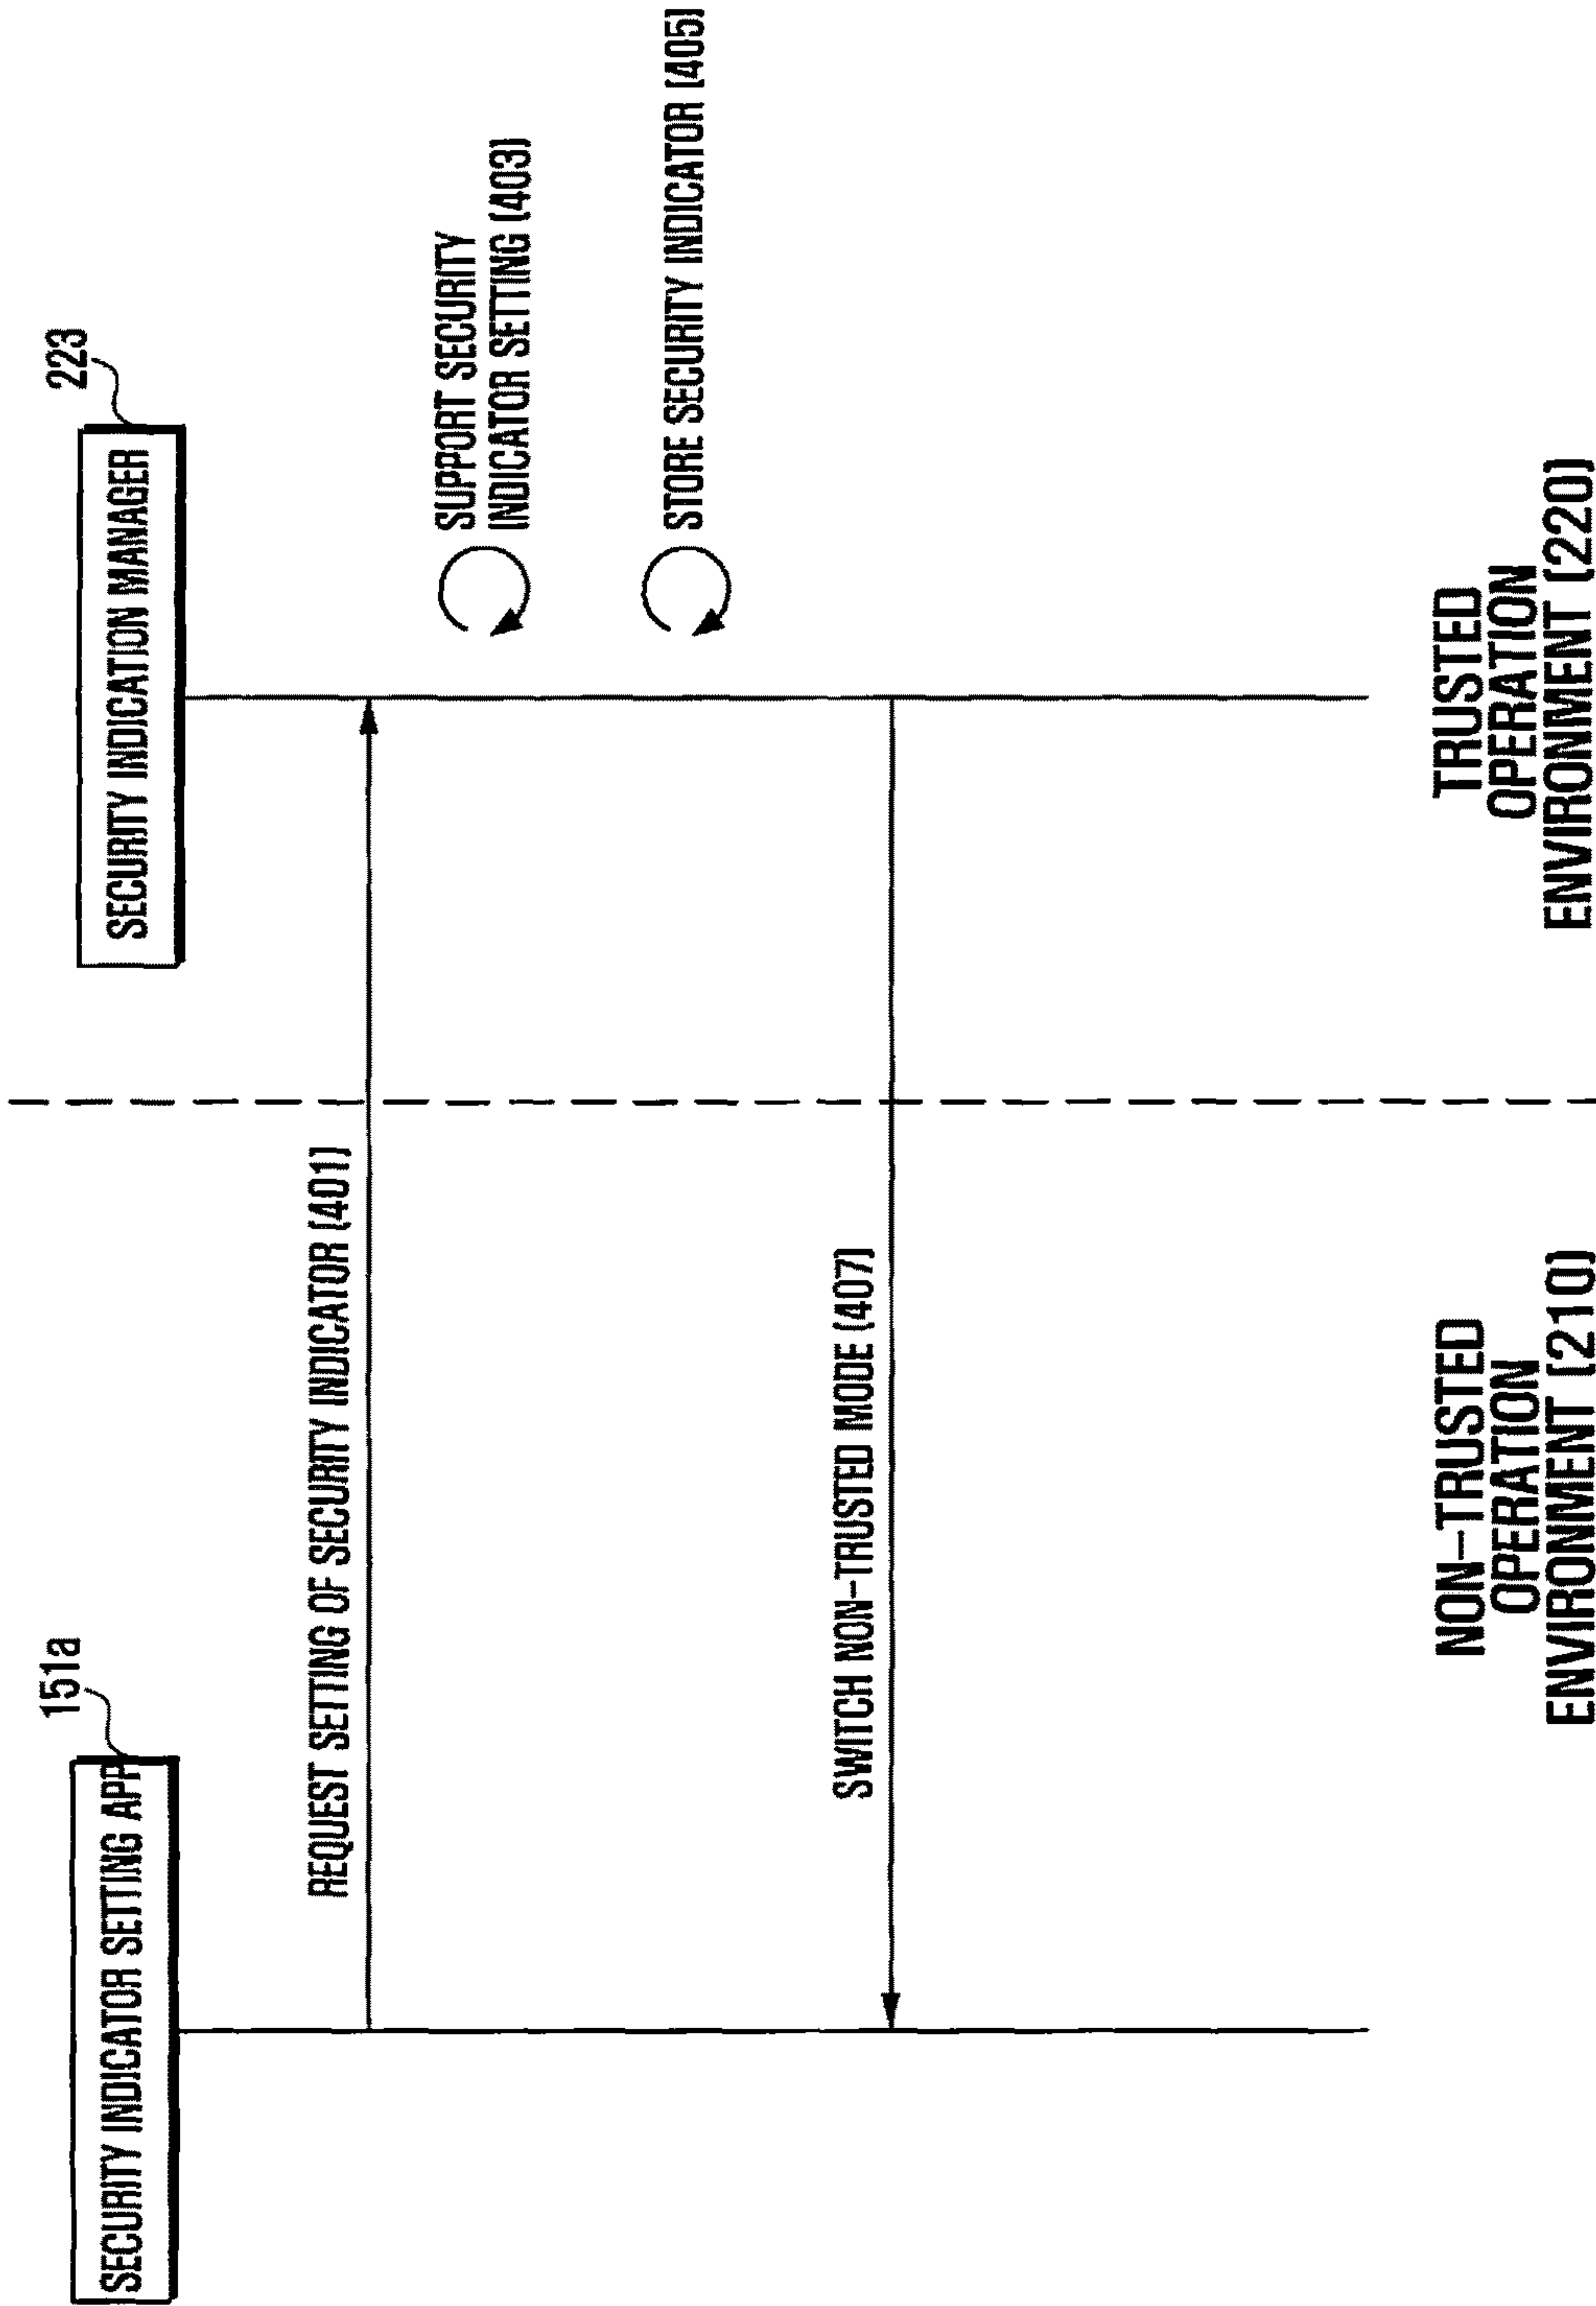 151a
SECURITY INDICATOR SETTING APP
223
SECURITY INDICATION MANAGER
REQUEST SETTING OF SECURITY INDICATOR (401)
SUPPORT SECURITY
INDICATOR SETTING (403)
STORE SECURITY INDICATOR (405)
SWITCH NON-TRUSTED MODE (407)
NON-TRUSTED
OPERATION
ENVIRONMENT (210)
TRUSTED
OPERATION
ENVIRONMENT (220)